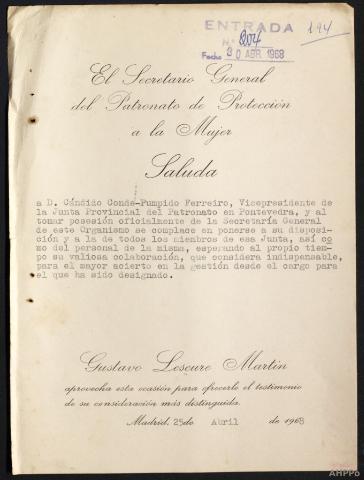 ENTRADA
N.º 204
194
Fecha 30 ABR. 1968
El Secretario General
del Patronato de Protección
a la Mujer
Saluda
a D. Cándido Conde-Pumpido Ferreiro, Vicepresidente de
la Junta Provincial del Patronato en Pontevedra, y al
tomar posesión oficialmente de la Secretaría General
de este Organismo se complace en ponerse a su disposi-
ción y a la de todos los miembros de esa Junta, así co
mo del personal de la misma, esperando al propio tiem-
po su valiosa colaboración, que considera indispensable,
para el mayor acierto en la gestión desde el cargo para
el que ha sido designado.
Gustavo Lescure Martín
aprovecha esta ocasión para ofrecerle el testimonio
de su consideración más distinguida.
Madrid, 25 de Abril de 1968
AHPPo